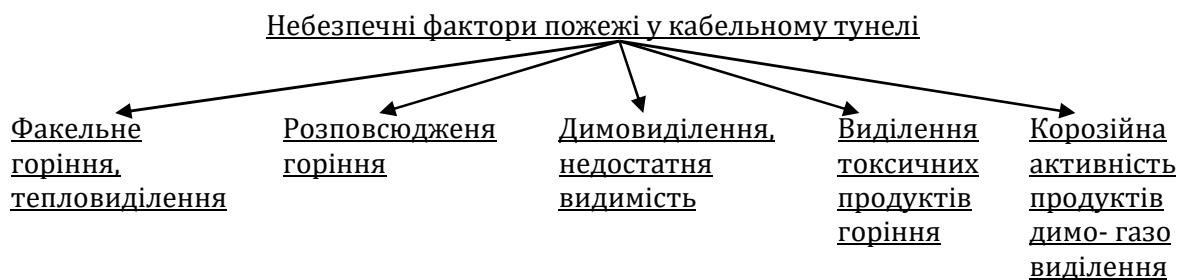 Небезпечні фактори пожежі у кабельному тунелі
Факельне
горіння,
тепловиділення
Розповсюдженя
горіння
Димовиділення,
недостатня
видимість
Виділення
токсичних
продуктів
горіння
Корозійна
активність
продуктів
димо- газо
виділення